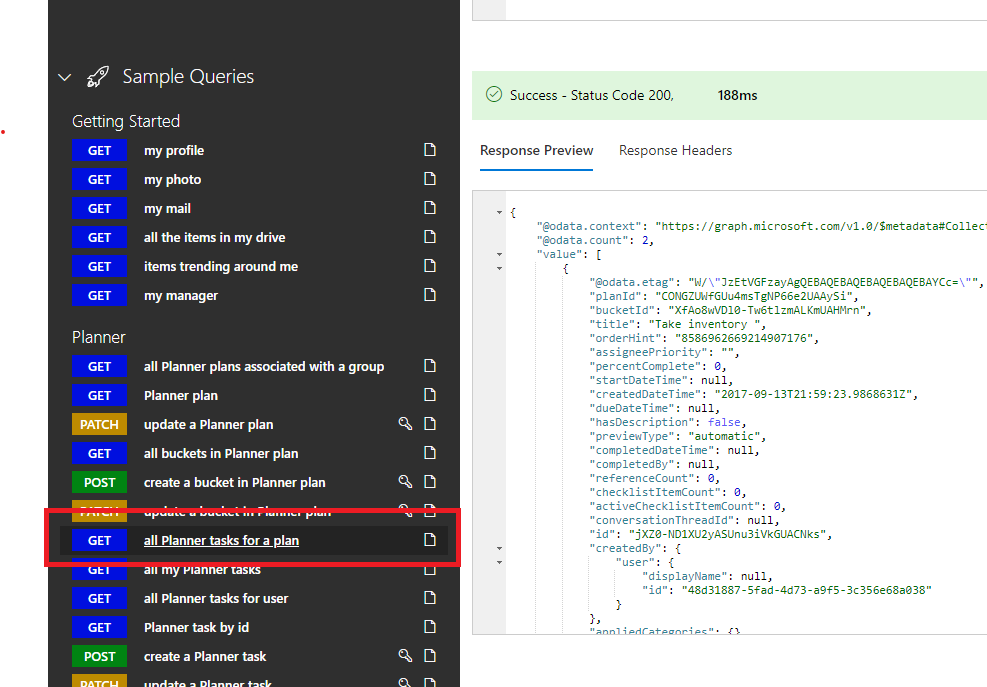 Sample Queries
Getting Started
GET my profile
GET my photo
GET my mail
GET all the items in my drive
GET items trending around me
GET my manager
Planner
GET all Planner plans associated with a group
GET Planner plan
PATCH update a Planner plan
GET all buckets in Planner plan
POST create a bucket in Planner plan
PATCH update a bucket in Planner plan
GET all Planner tasks for a plan
GET all my Planner tasks
GET all Planner tasks for user
GET Planner task by id
POST create a Planner task
PATCH update a Planner task
Success - Status Code 200, 188ms
Response Preview Response Headers
{
"@odata.context": "https://graph.microsoft.com/v1.0/$metadata#Collect
"@odata.count": 2,
"value": [
{
"@odata.etag": "W/\"JzEtVGFzayAgQEBAQEBAQEBAQEBAQEBAYCc=\"",
"planId": "CONGZUWfGUu4msTgNP66e2UAAySi",
"bucketId": "XfAo8wVDl0-Tw6tlzmALKmUAHMrn",
"title": "Take inventory ",
"orderHint": "8586962669214907176",
"assigneePriority": "",
"percentComplete": 0,
"startDateTime": null,
"createdDateTime": "2017-09-13T21:59:23.9868631Z",
"dueDateTime": null,
"hasDescription": false,
"previewType": "automatic",
"completedDateTime": null,
"completedBy": null,
"referenceCount": 0,
"checklistItemCount": 0,
"activeChecklistItemCount": 0,
"conversationThreadId": null,
"id": "jXZ0-ND1XU2yASUnu3iVkGUACNks",
"createdBy": {
"user": {
"displayName": null,
"id": "48d31887-5fad-4d73-a9f5-3c356e68a038"
}
},
"appliedCategories": {}